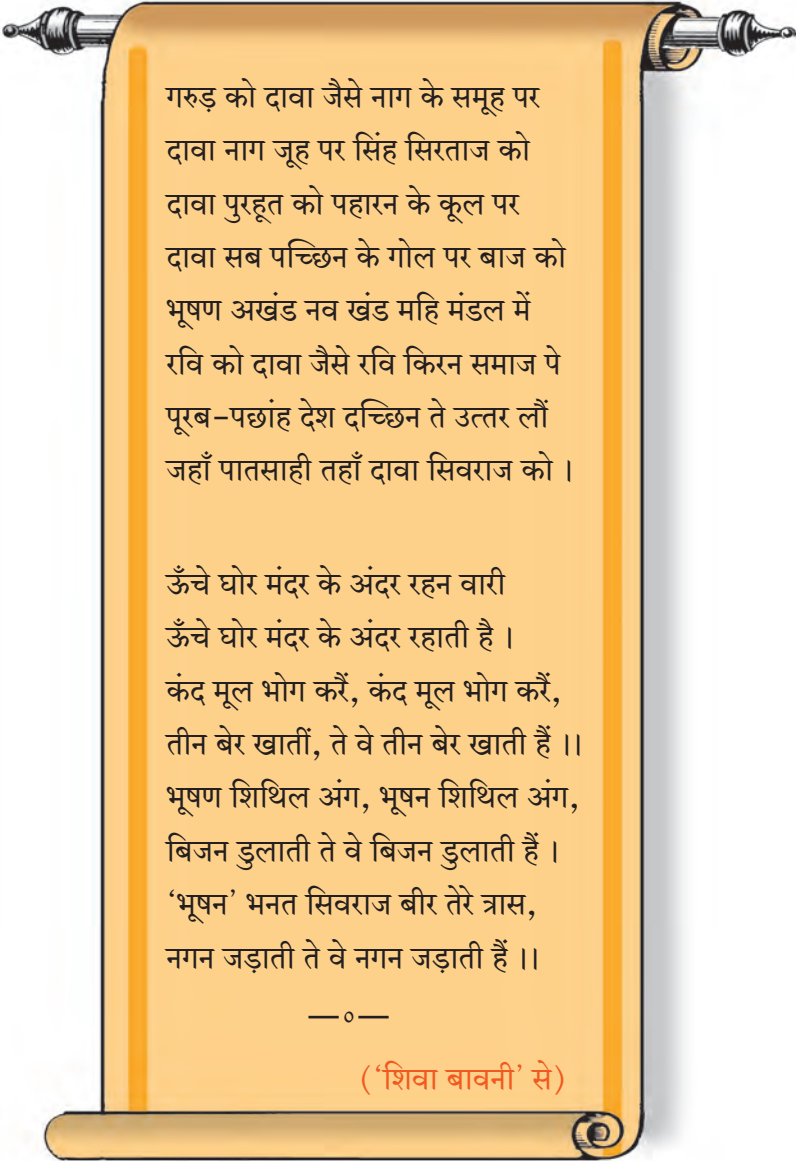 गरुड़ को दावा जैसे नाग के समूह पर
दावा नाग जूह पर सिंह सिरताज को
दावा पुरहूत को पहारन के कूल पर
दावा सब पच्छिन के गोल पर बाज को
भूषण अखंड नव खंड महि मंडल में
रवि को दावा जैसे रवि किरन समाज पे
पूरब-पछांह देश दच्छिन ते उत्तर लौं
जहाँ पातसाही तहाँ दावा सिवराज को ।
ऊँचे घोर मंदर के अंदर रहन वारी
ऊँचे घोर मंदर के अंदर रहाती है ।
कंद मूल भोग करैं, कंद मूल भोग करैं,
तीन बेर खातीं, ते वे तीन बेर खाती हैं ।।
भूषण शिथिल अंग, भूषन शिथिल अंग,
बिजन डुलाती ते वे बिजन डुलाती हैं ।
‘भूषन’ भनत सिवराज बीर तेरे त्रास,
नगन जड़ाती ते वे नगन जड़ाती हैं ।।
—०—
(‘शिवा बावनी’ से)